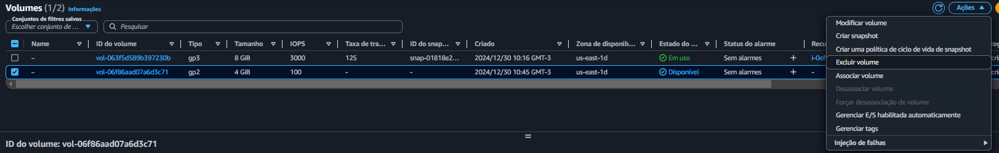 Volumes (1/2) Informações
Ações
Conjuntos de filtros salvos
Escolher conjunto de ...
Pesquisar
Name ID do volume Tipo Tamanho IOPS Taxa de tra... ID do snap... Criado Zona de disponib... Estado do ... Status do alarme
– vol-063f5d589b397230b gp3 8 GiB 3000 125 snap-01818e2... 2024/12/30 10:16 GMT-3 us-east-1d Em uso Sem alarmes
– vol-06f86aad07a6d3c71 gp2 4 GiB 100 - - 2024/12/30 10:45 GMT-3 us-east-1d Disponível Sem alarmes -
Modificar volume
Criar snapshot
Criar uma política de ciclo de vida de snapshot
Excluir volume
Associar volume
Desassociar volume
Forçar desassociação de volume
Gerenciar E/S habilitada automaticamente
Gerenciar tags
Injeção de falhas
ID do volume: vol-06f86aad07a6d3c71